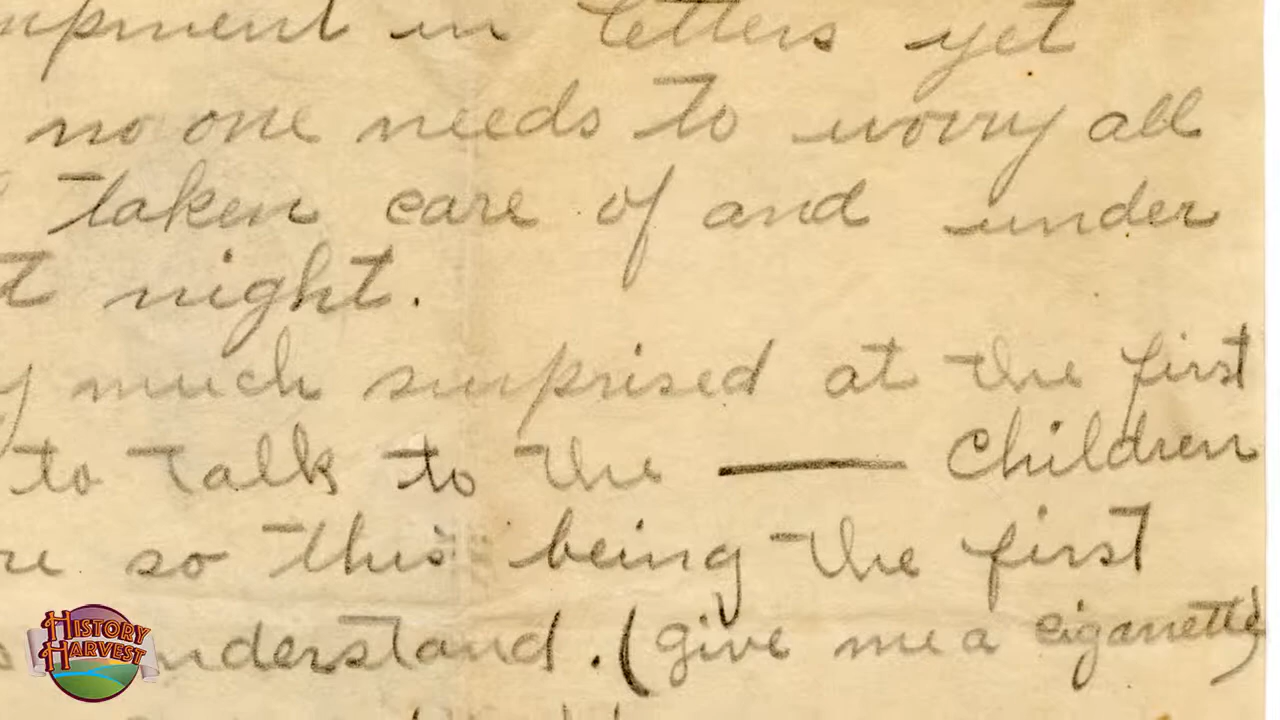 in letters yet
no one needs to worry all
taken care of and under
night.
much surprised at the first
to talk to the —— Children
so this being the first
understand. (give me a cigarette)
HISTORY
HARVEST